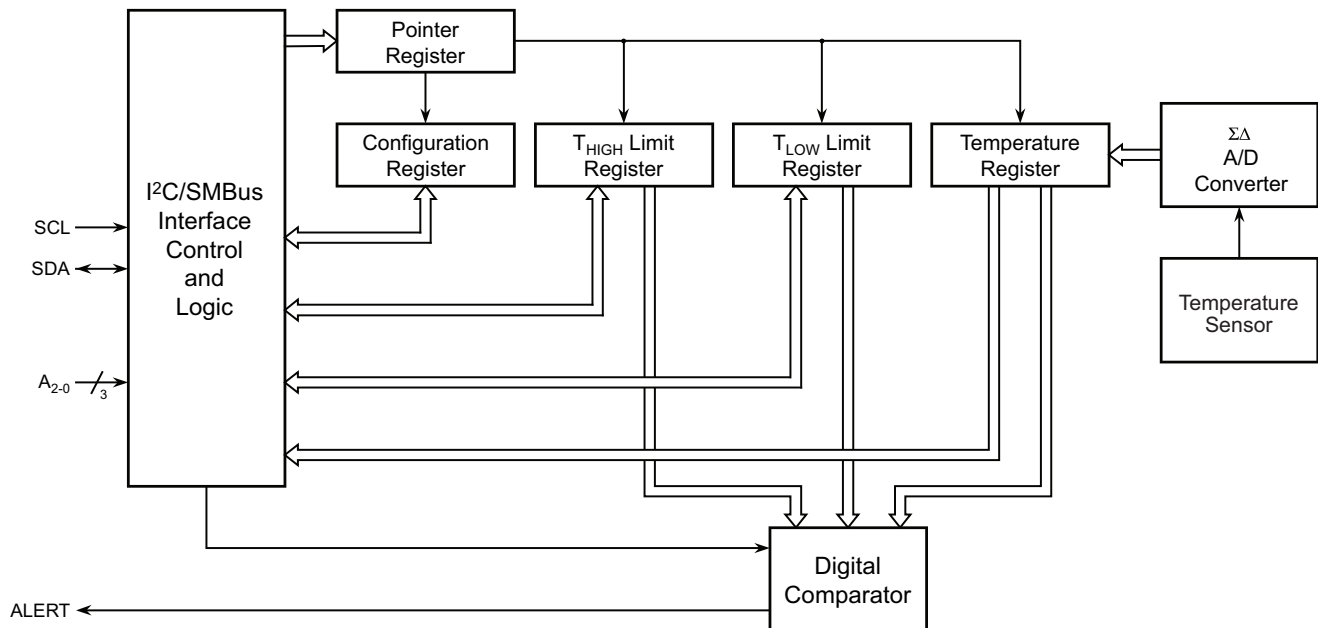 Pointer
Register
Configuration
Register
T_HIGH Limit
Register
T_LOW Limit
Register
Temperature
Register
ΣΔ
A/D
Converter
I²C/SMBus
Interface
Control
and
Logic
SCL
SDA
A₂₋₀
3
Temperature
Sensor
Digital
Comparator
ALERT